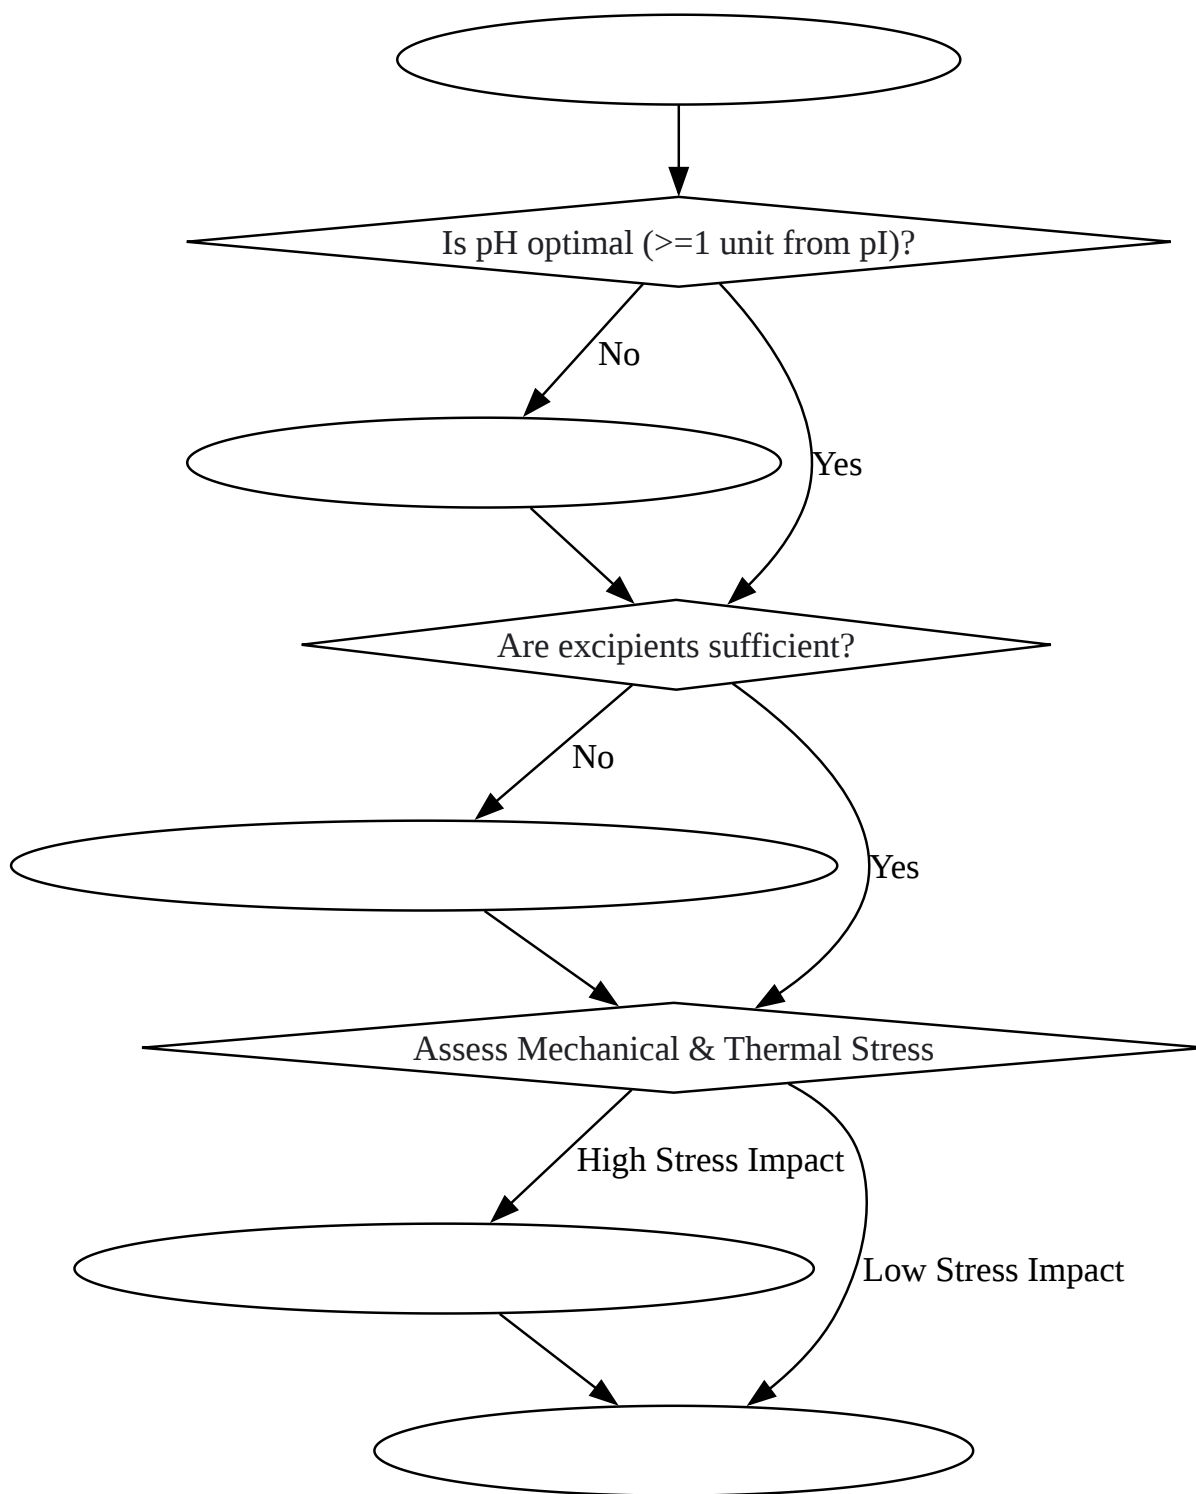 Is pH optimal (>=1 unit from pI)?
No
Yes
Are excipients sufficient?
No
Yes
Assess Mechanical & Thermal Stress
High Stress Impact
Low Stress Impact